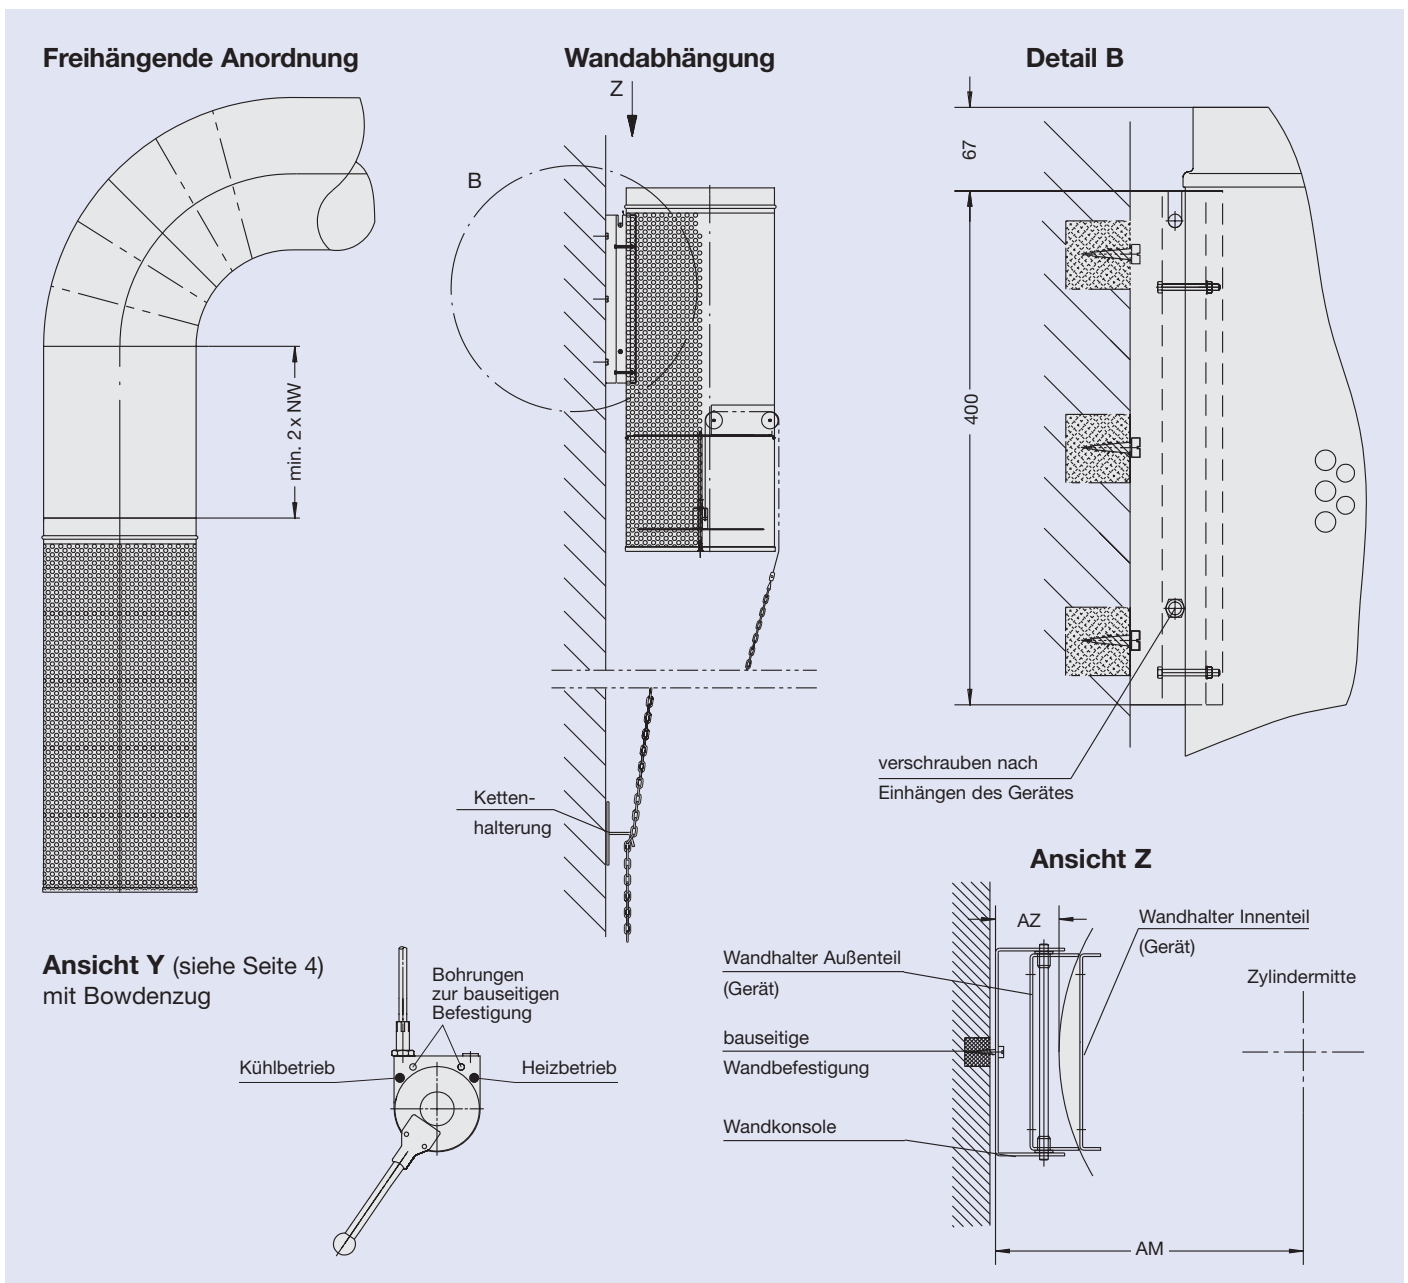 Freihängende Anordnung
min. 2 x NW
Wandabhängung
Z
B
Ketten-
halterung
Detail B
67
400
verschrauben nach
Einhängen des Gerätes
Ansicht Y (siehe Seite 4)
mit Bowdenzug
Bohrungen
zur bauseitigen
Befestigung
Kühlbetrieb
Heizbetrieb
Ansicht Z
AZ
Wandhalter Innenteil
(Gerät)
Wandhalter Außenteil
(Gerät)
Zylindermitte
bauseitige
Wandbefestigung
Wandkonsole
AM